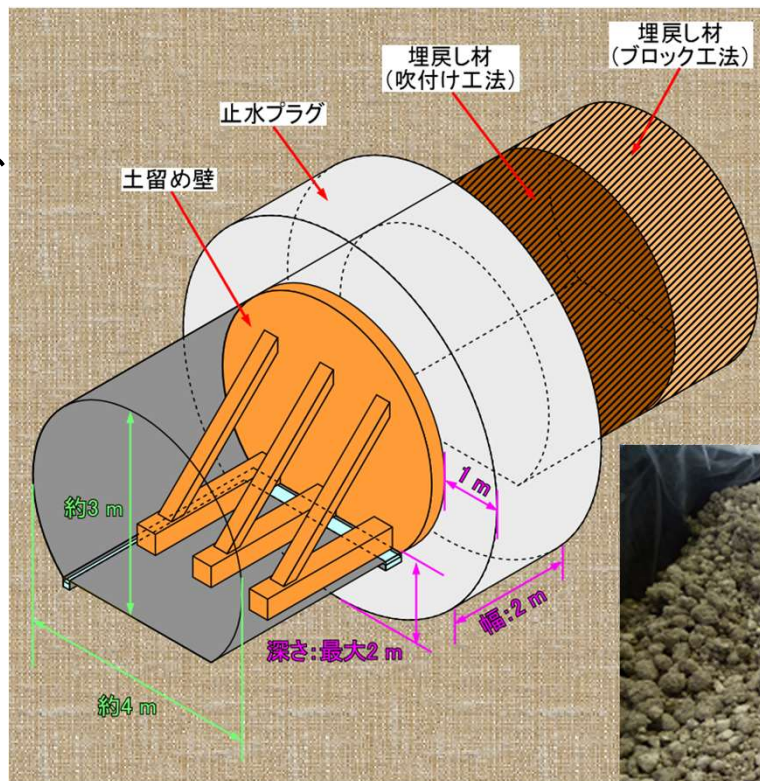 埋戻し材
(ブロック工法)
埋戻し材
(吹付け工法)
止水プラグ
土留め壁
約3 m
1 m
幅:2 m
深さ:最大2 m
約4 m